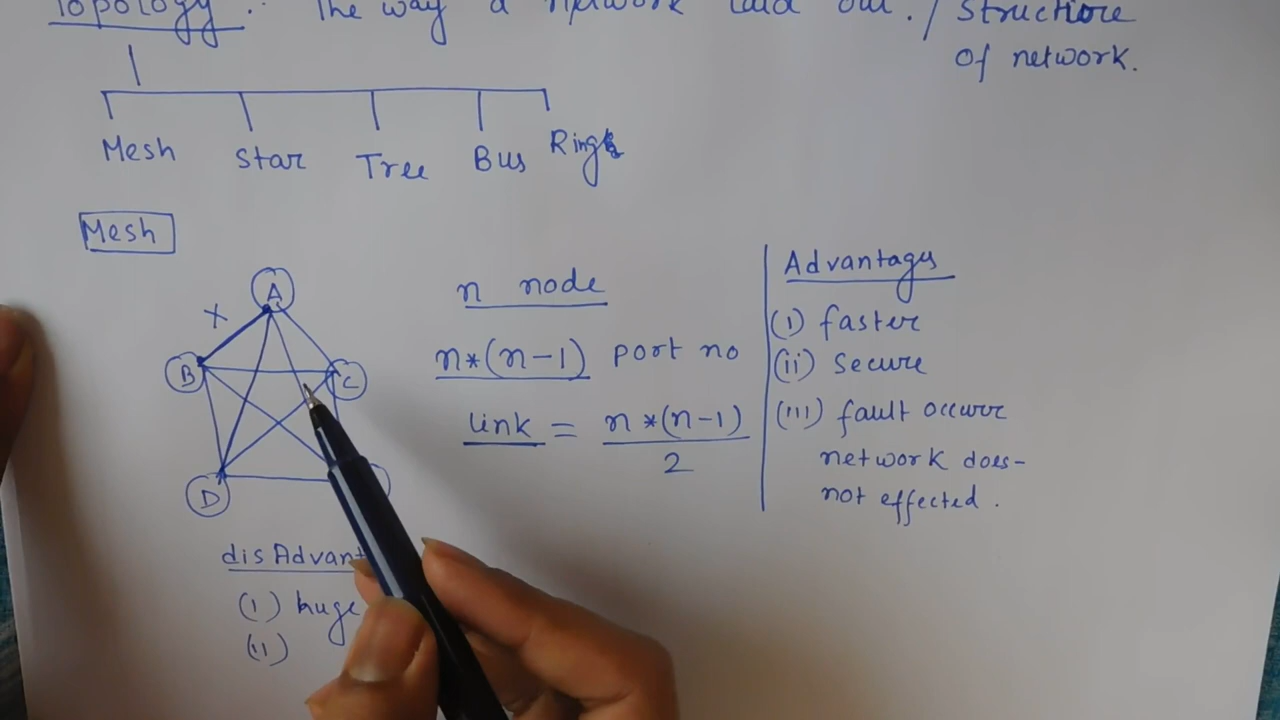 Topology : The way a network laid out. / structure
of network.
Mesh Star Tree Bus Ring
Mesh
A
B C
D
n node
n*(n-1) port no
link = n*(n-1)
2
Advantages
(i) faster
(ii) secure
(iii) fault occurr
network does-
not effected.
disAdvant
(i) huge
(ii)
X